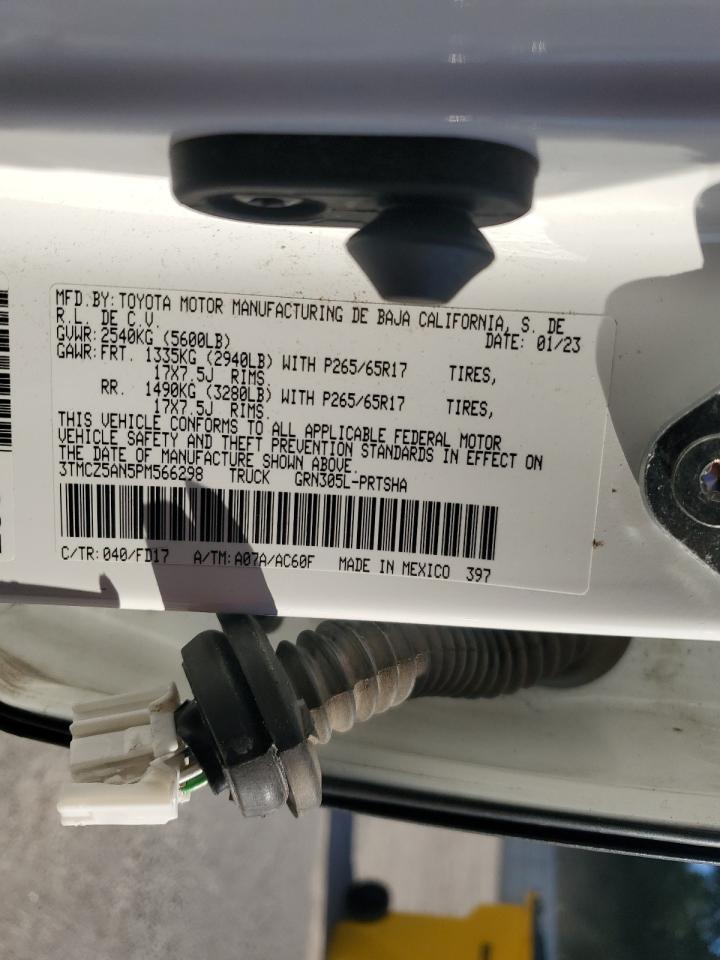 MFD.BY:TOYOTA MOTOR MANUFACTURING DE BAJA CALIFORNIA, S. DE
R.L. DE C.V.
DATE: 01/23
GVWR:2540KG (5600LB)
GAWR:FRT. 1335KG (2940LB) WITH P265/65R17 TIRES,
17X7.5J RIMS.
RR. 1490KG (3280LB) WITH P265/65R17 TIRES,
17X7.5J RIMS.
THIS VEHICLE CONFORMS TO ALL APPLICABLE FEDERAL MOTOR
VEHICLE SAFETY AND THEFT PREVENTION STANDARDS IN EFFECT ON
THE DATE OF MANUFACTURE SHOWN ABOVE.
3TMCZ5AN5PM566298 TRUCK GRN305L-PRTSHA
C/TR:040/FD17 A/TM:A07A/AC60F MADE IN MEXICO 397